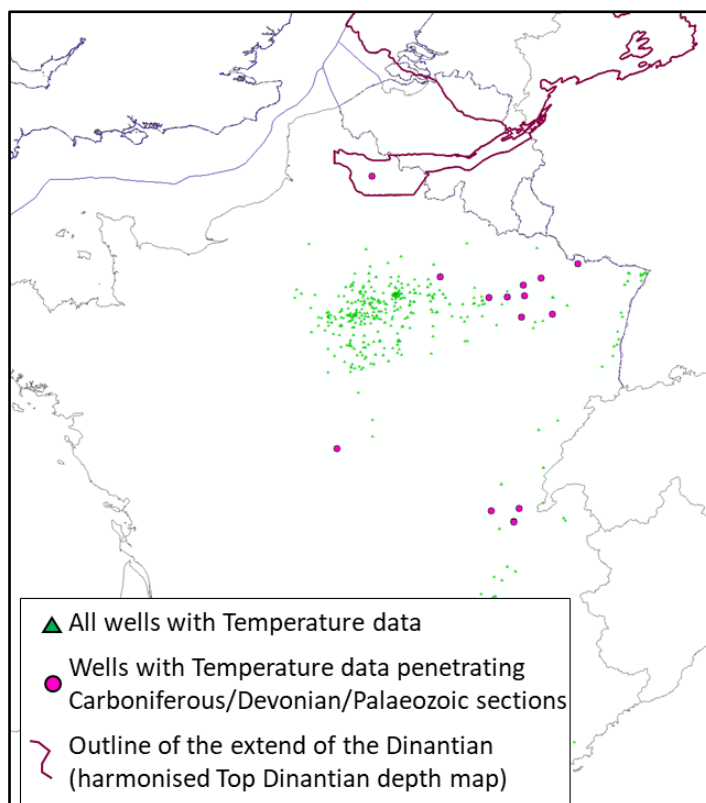 All wells with Temperature data
Wells with Temperature data penetrating
Carboniferous/Devonian/Palaeozoic sections
Outline of the extend of the Dinantian
(harmonised Top Dinantian depth map)